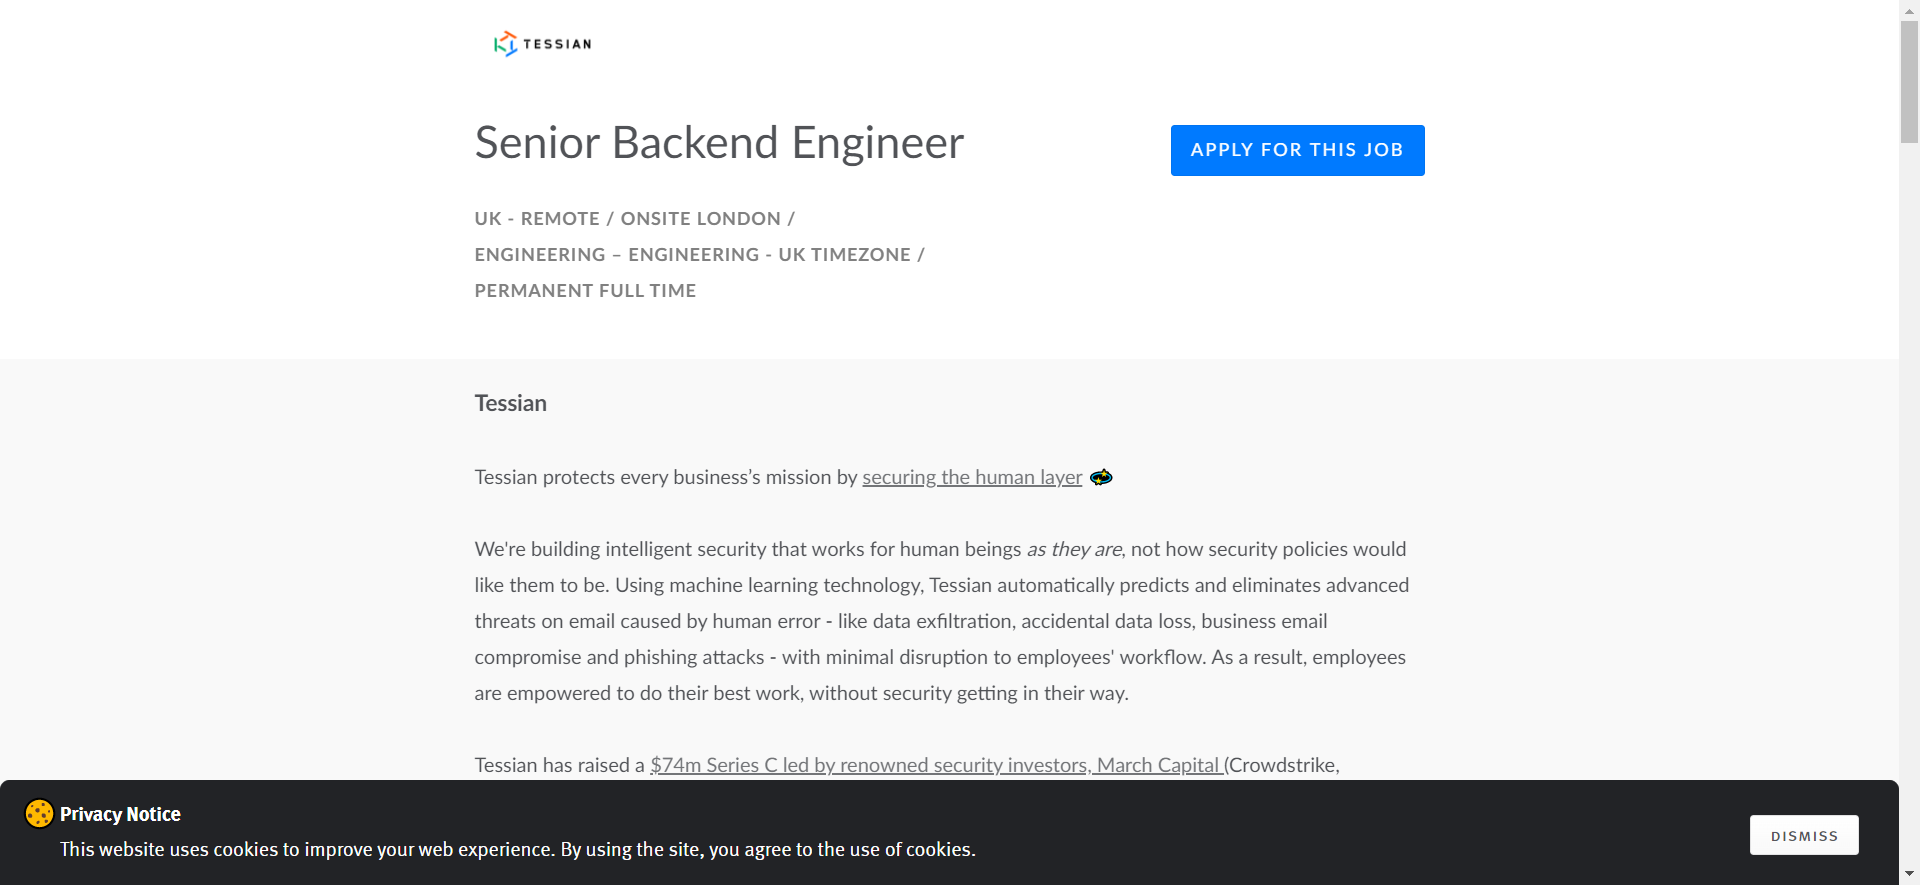 TESSIAN
Senior Backend Engineer
APPLY FOR THIS JOB
UK - REMOTE / ONSITE LONDON /
ENGINEERING – ENGINEERING - UK TIMEZONE /
PERMANENT FULL TIME
Tessian
Tessian protects every business’s mission by securing the human layer
We're building intelligent security that works for human beings as they are, not how security policies would
like them to be. Using machine learning technology, Tessian automatically predicts and eliminates advanced
threats on email caused by human error - like data exfiltration, accidental data loss, business email
compromise and phishing attacks - with minimal disruption to employees' workflow. As a result, employees
are empowered to do their best work, without security getting in their way.
Tessian has raised a $74m Series C led by renowned security investors, March Capital (Crowdstrike,
Privacy Notice
This website uses cookies to improve your web experience. By using the site, you agree to the use of cookies.
DISMISS